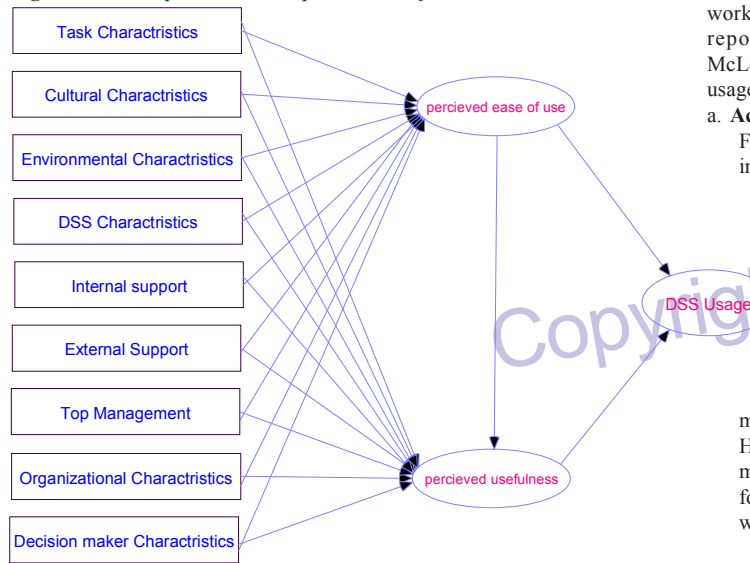 Task Charactristics
Cultural Charactristics
Environmental Charactristics
DSS Charactristics
Internal support
External Support
Top Management
Organizational Charactristics
Decision maker Charactristics
percieved ease of use
percieved usefulness
DSS Usage
work
repo
McL
usage
a. Ac
F
in
Copyrig
m
H
m
fo
w